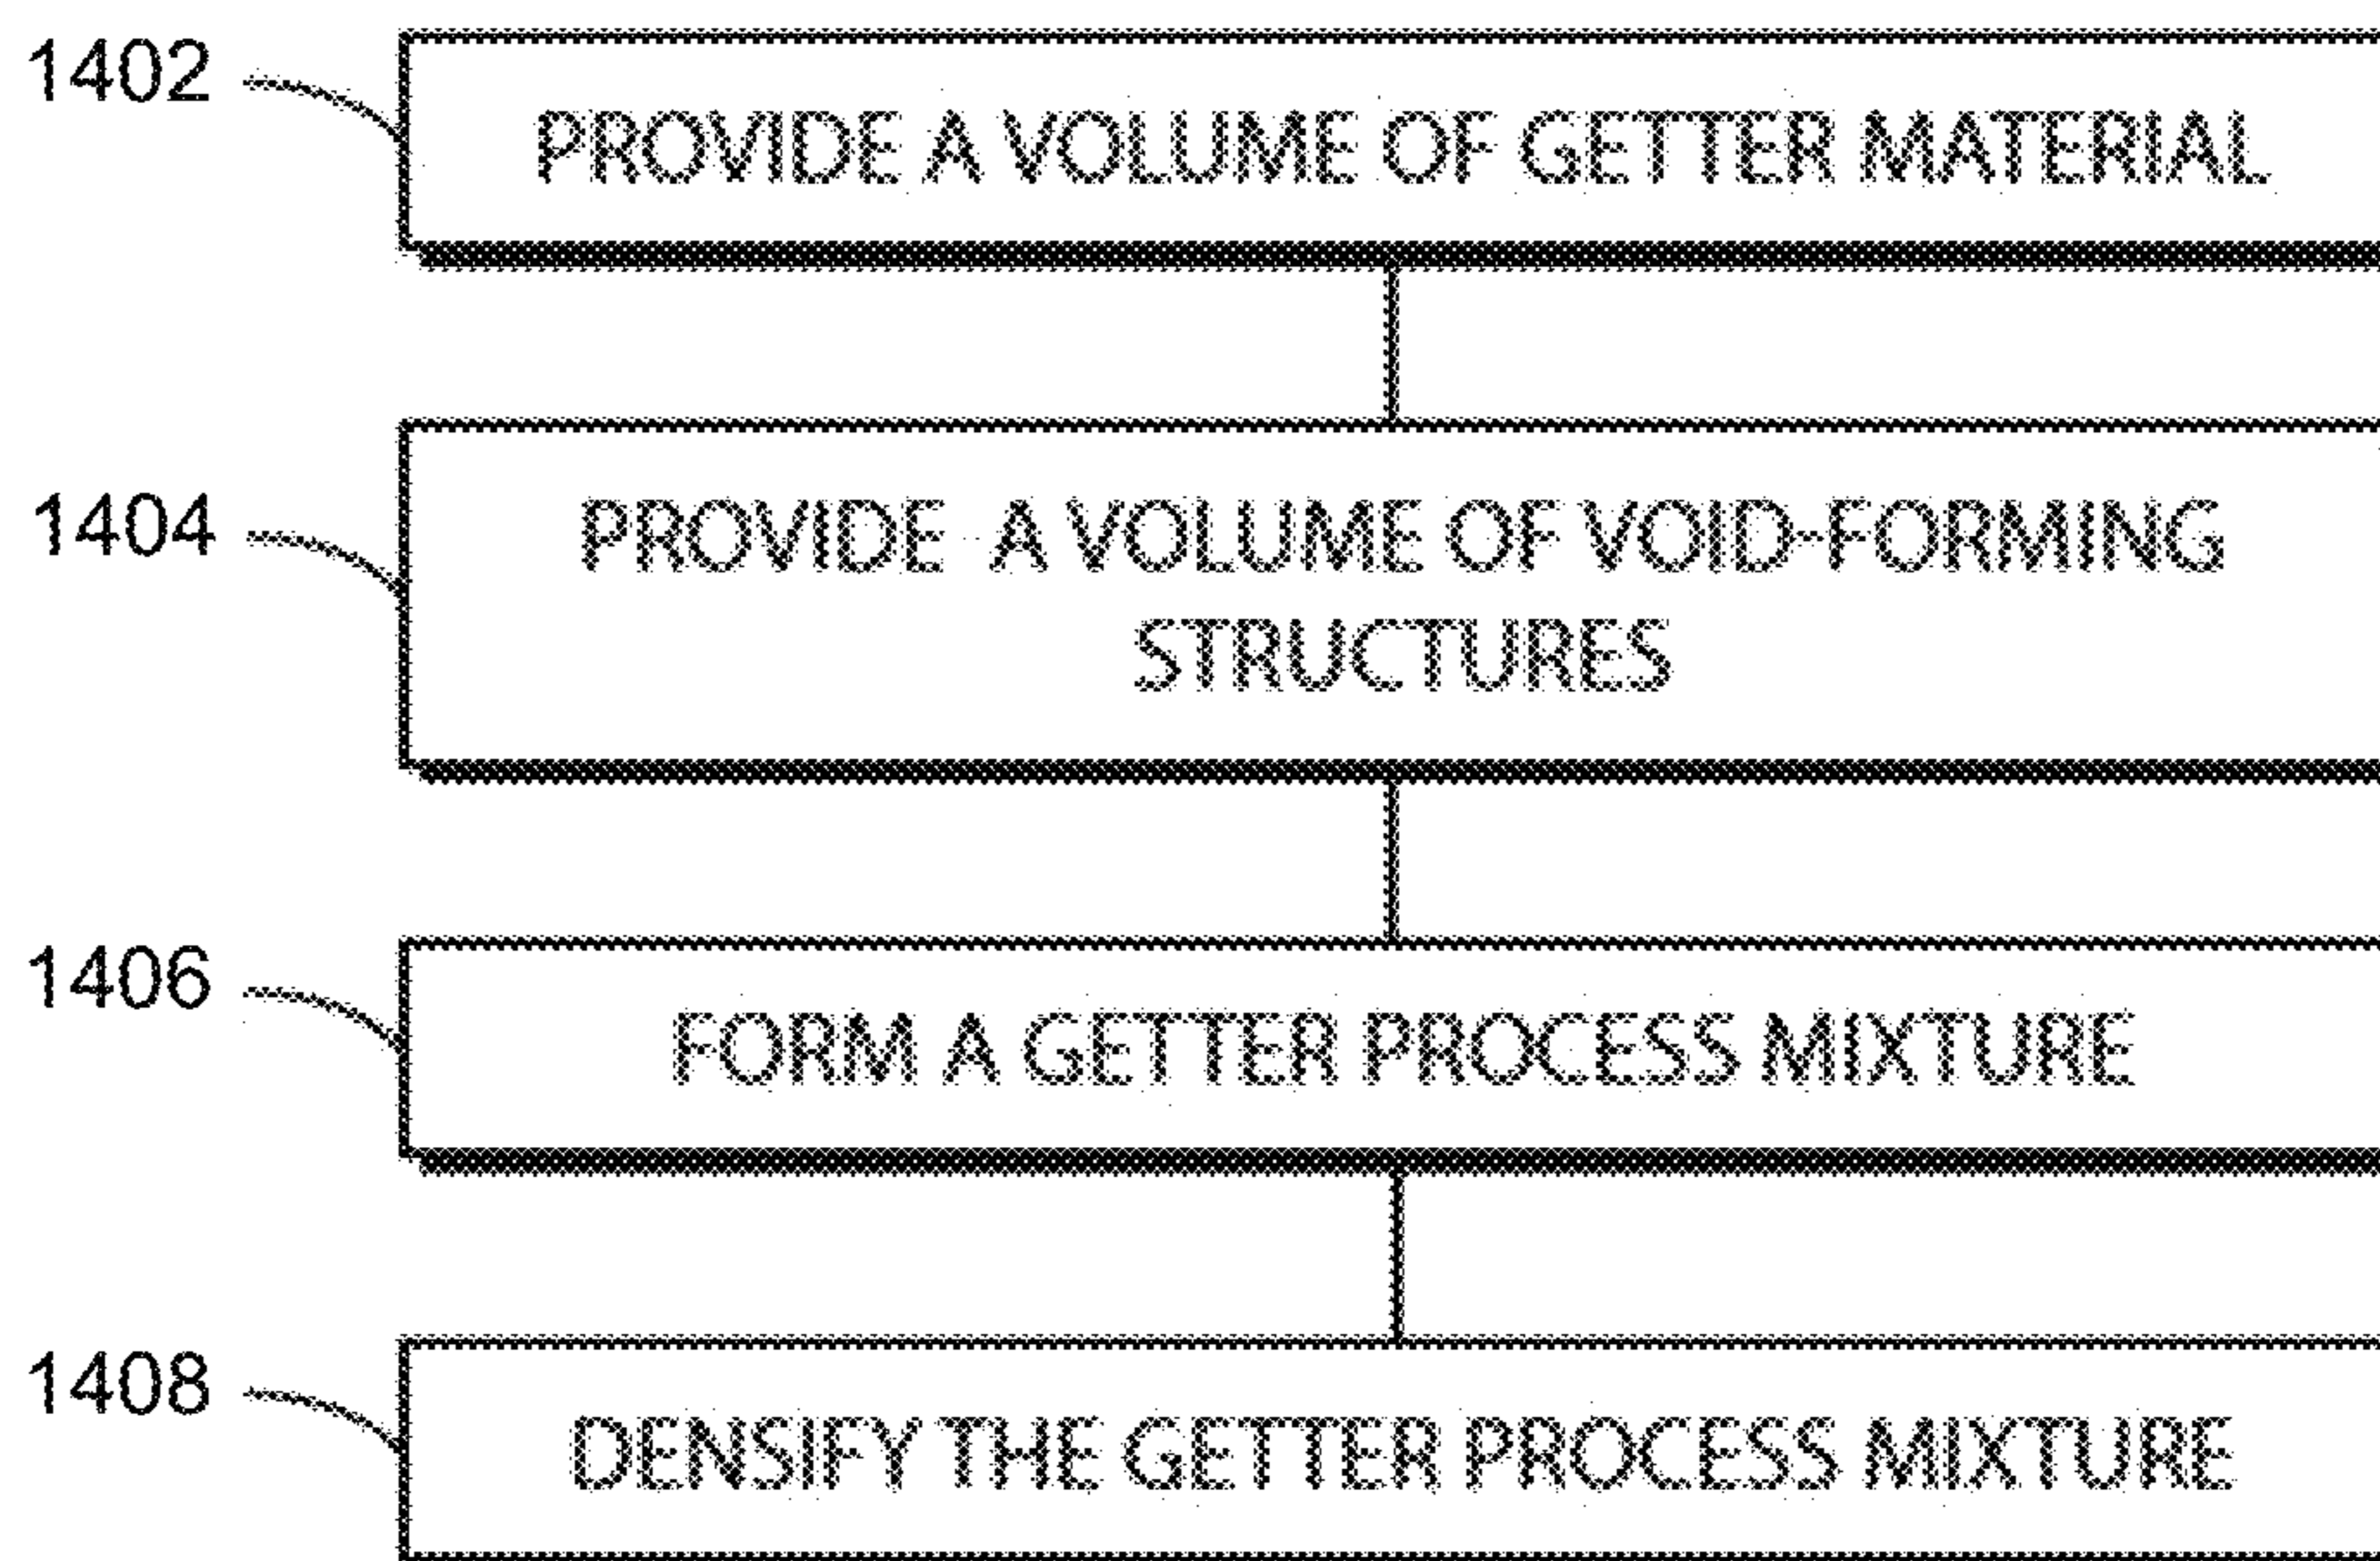 1402
PROVIDE A VOLUME OF GETTER MATERIAL
1404
PROVIDE A VOLUME OF VOID-FORMING
STRUCTURES
1406
FORM A GETTER PROCESS MIXTURE
1408
DENSIFY THE GETTER PROCESS MIXTURE